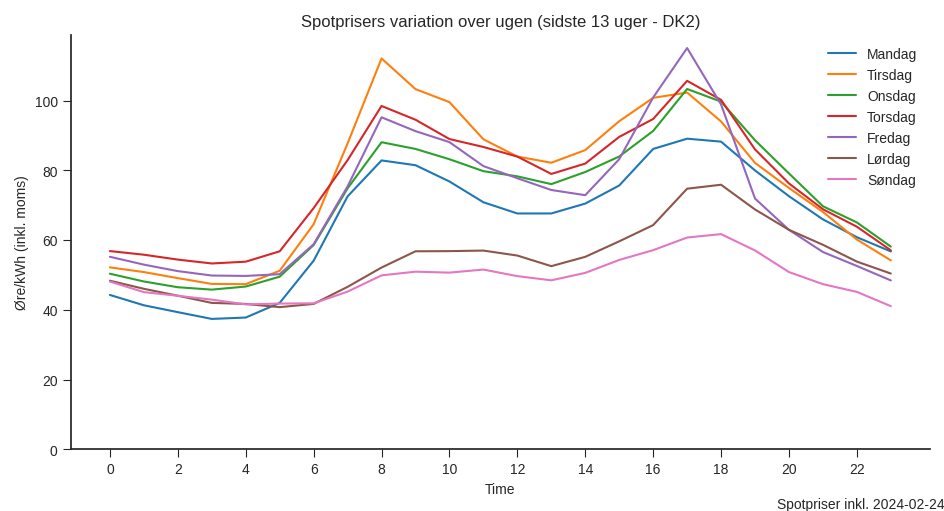 Spotprisers variation over ugen (sidste 13 uger - DK2)
Mandag
Tirsdag
Onsdag
Torsdag
Fredag
Lørdag
Søndag
Øre/kWh (inkl. moms)
100
80
60
40
20
0
0 2 4 6 8 10 12 14 16 18 20 22
Time
Spotpriser inkl. 2024-02-24